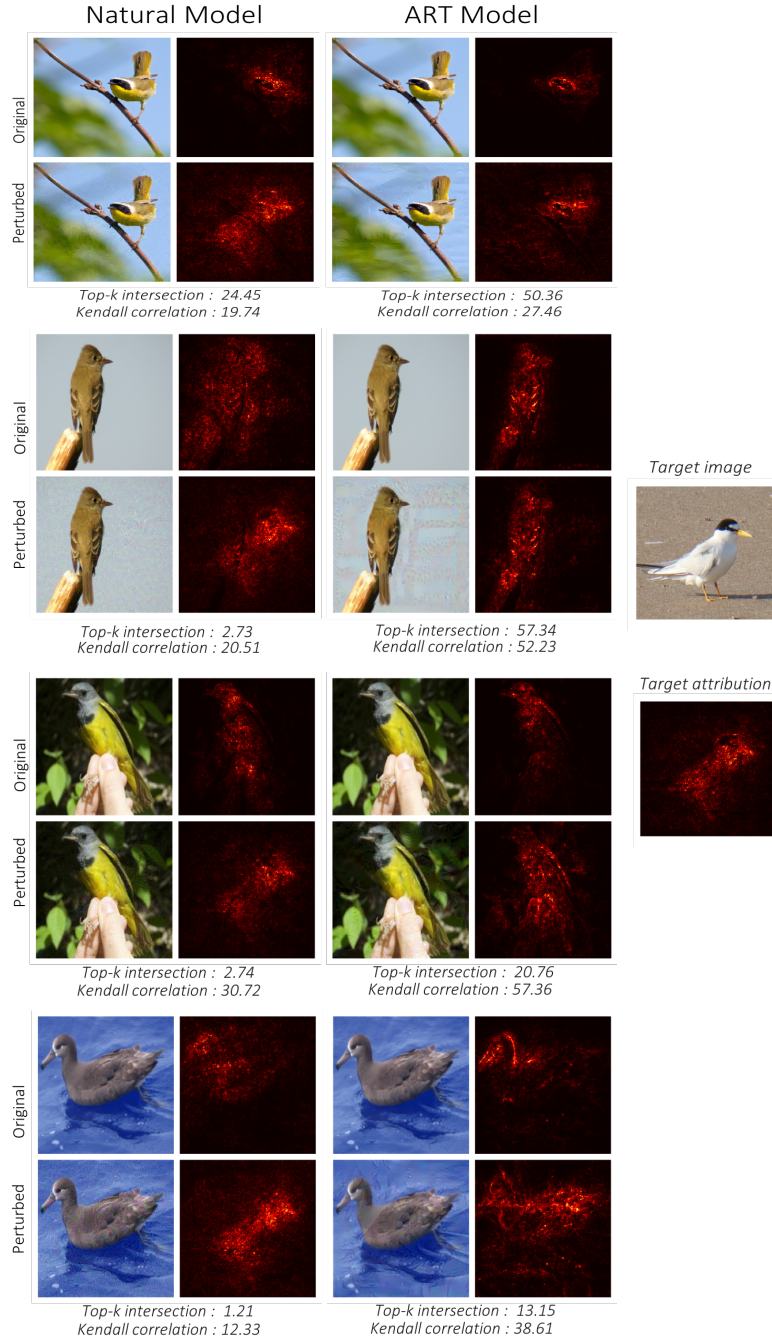 Natural Model
ART Model
Original
Perturbed
Top-k intersection : 24.45
Kendall correlation : 19.74
Top-k intersection : 50.36
Kendall correlation : 27.46
Original
Perturbed
Top-k intersection : 2.73
Kendall correlation : 20.51
Top-k intersection : 57.34
Kendall correlation : 52.23
Target image
Original
Perturbed
Top-k intersection : 2.74
Kendall correlation : 30.72
Top-k intersection : 20.76
Kendall correlation : 57.36
Target attribution
Original
Perturbed
Top-k intersection : 1.21
Kendall correlation : 12.33
Top-k intersection : 13.15
Kendall correlation : 38.61